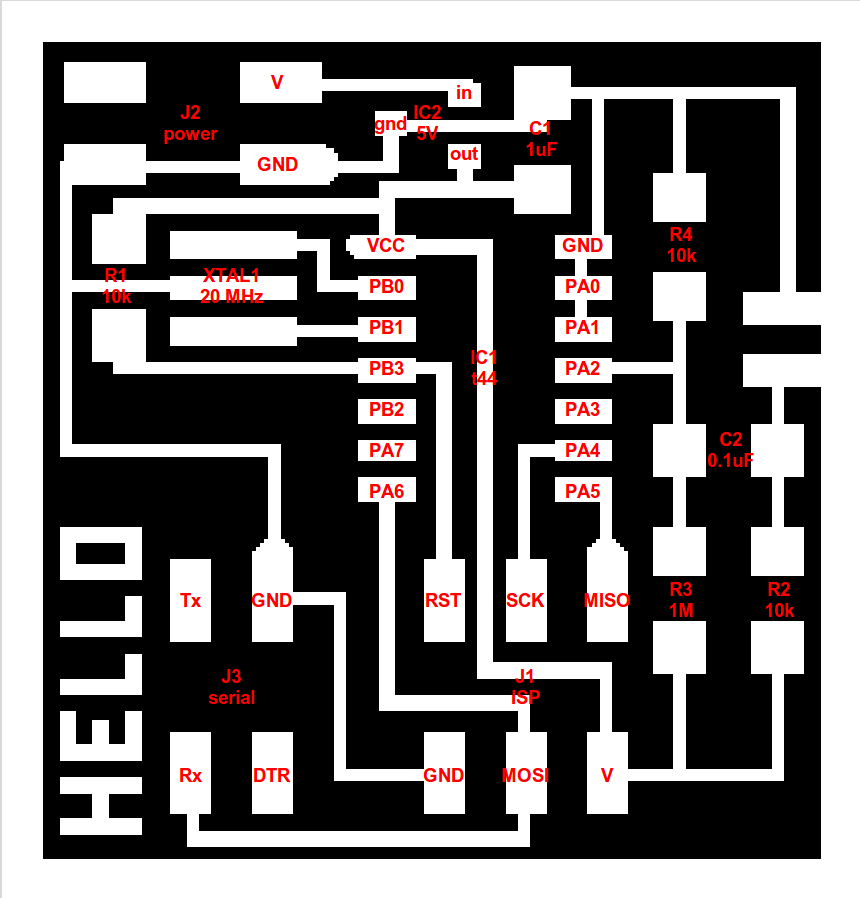 V
in
J2
power
gnd
IC2
5V
C1
1uF
out
GND
VCC
GND
R4
10k
R1
10k
XTAL1
20 MHz
PB0
PA0
PB1
PA1
IC1
t44
PB3
PA2
PB2
PA3
C2
0.1uF
PA7
PA4
PA6
PA5
HELLO
Tx
GND
RST
SCK
MISO
R3
1M
R2
10k
J3
serial
J1
ISP
Rx
DTR
GND
MOSI
V